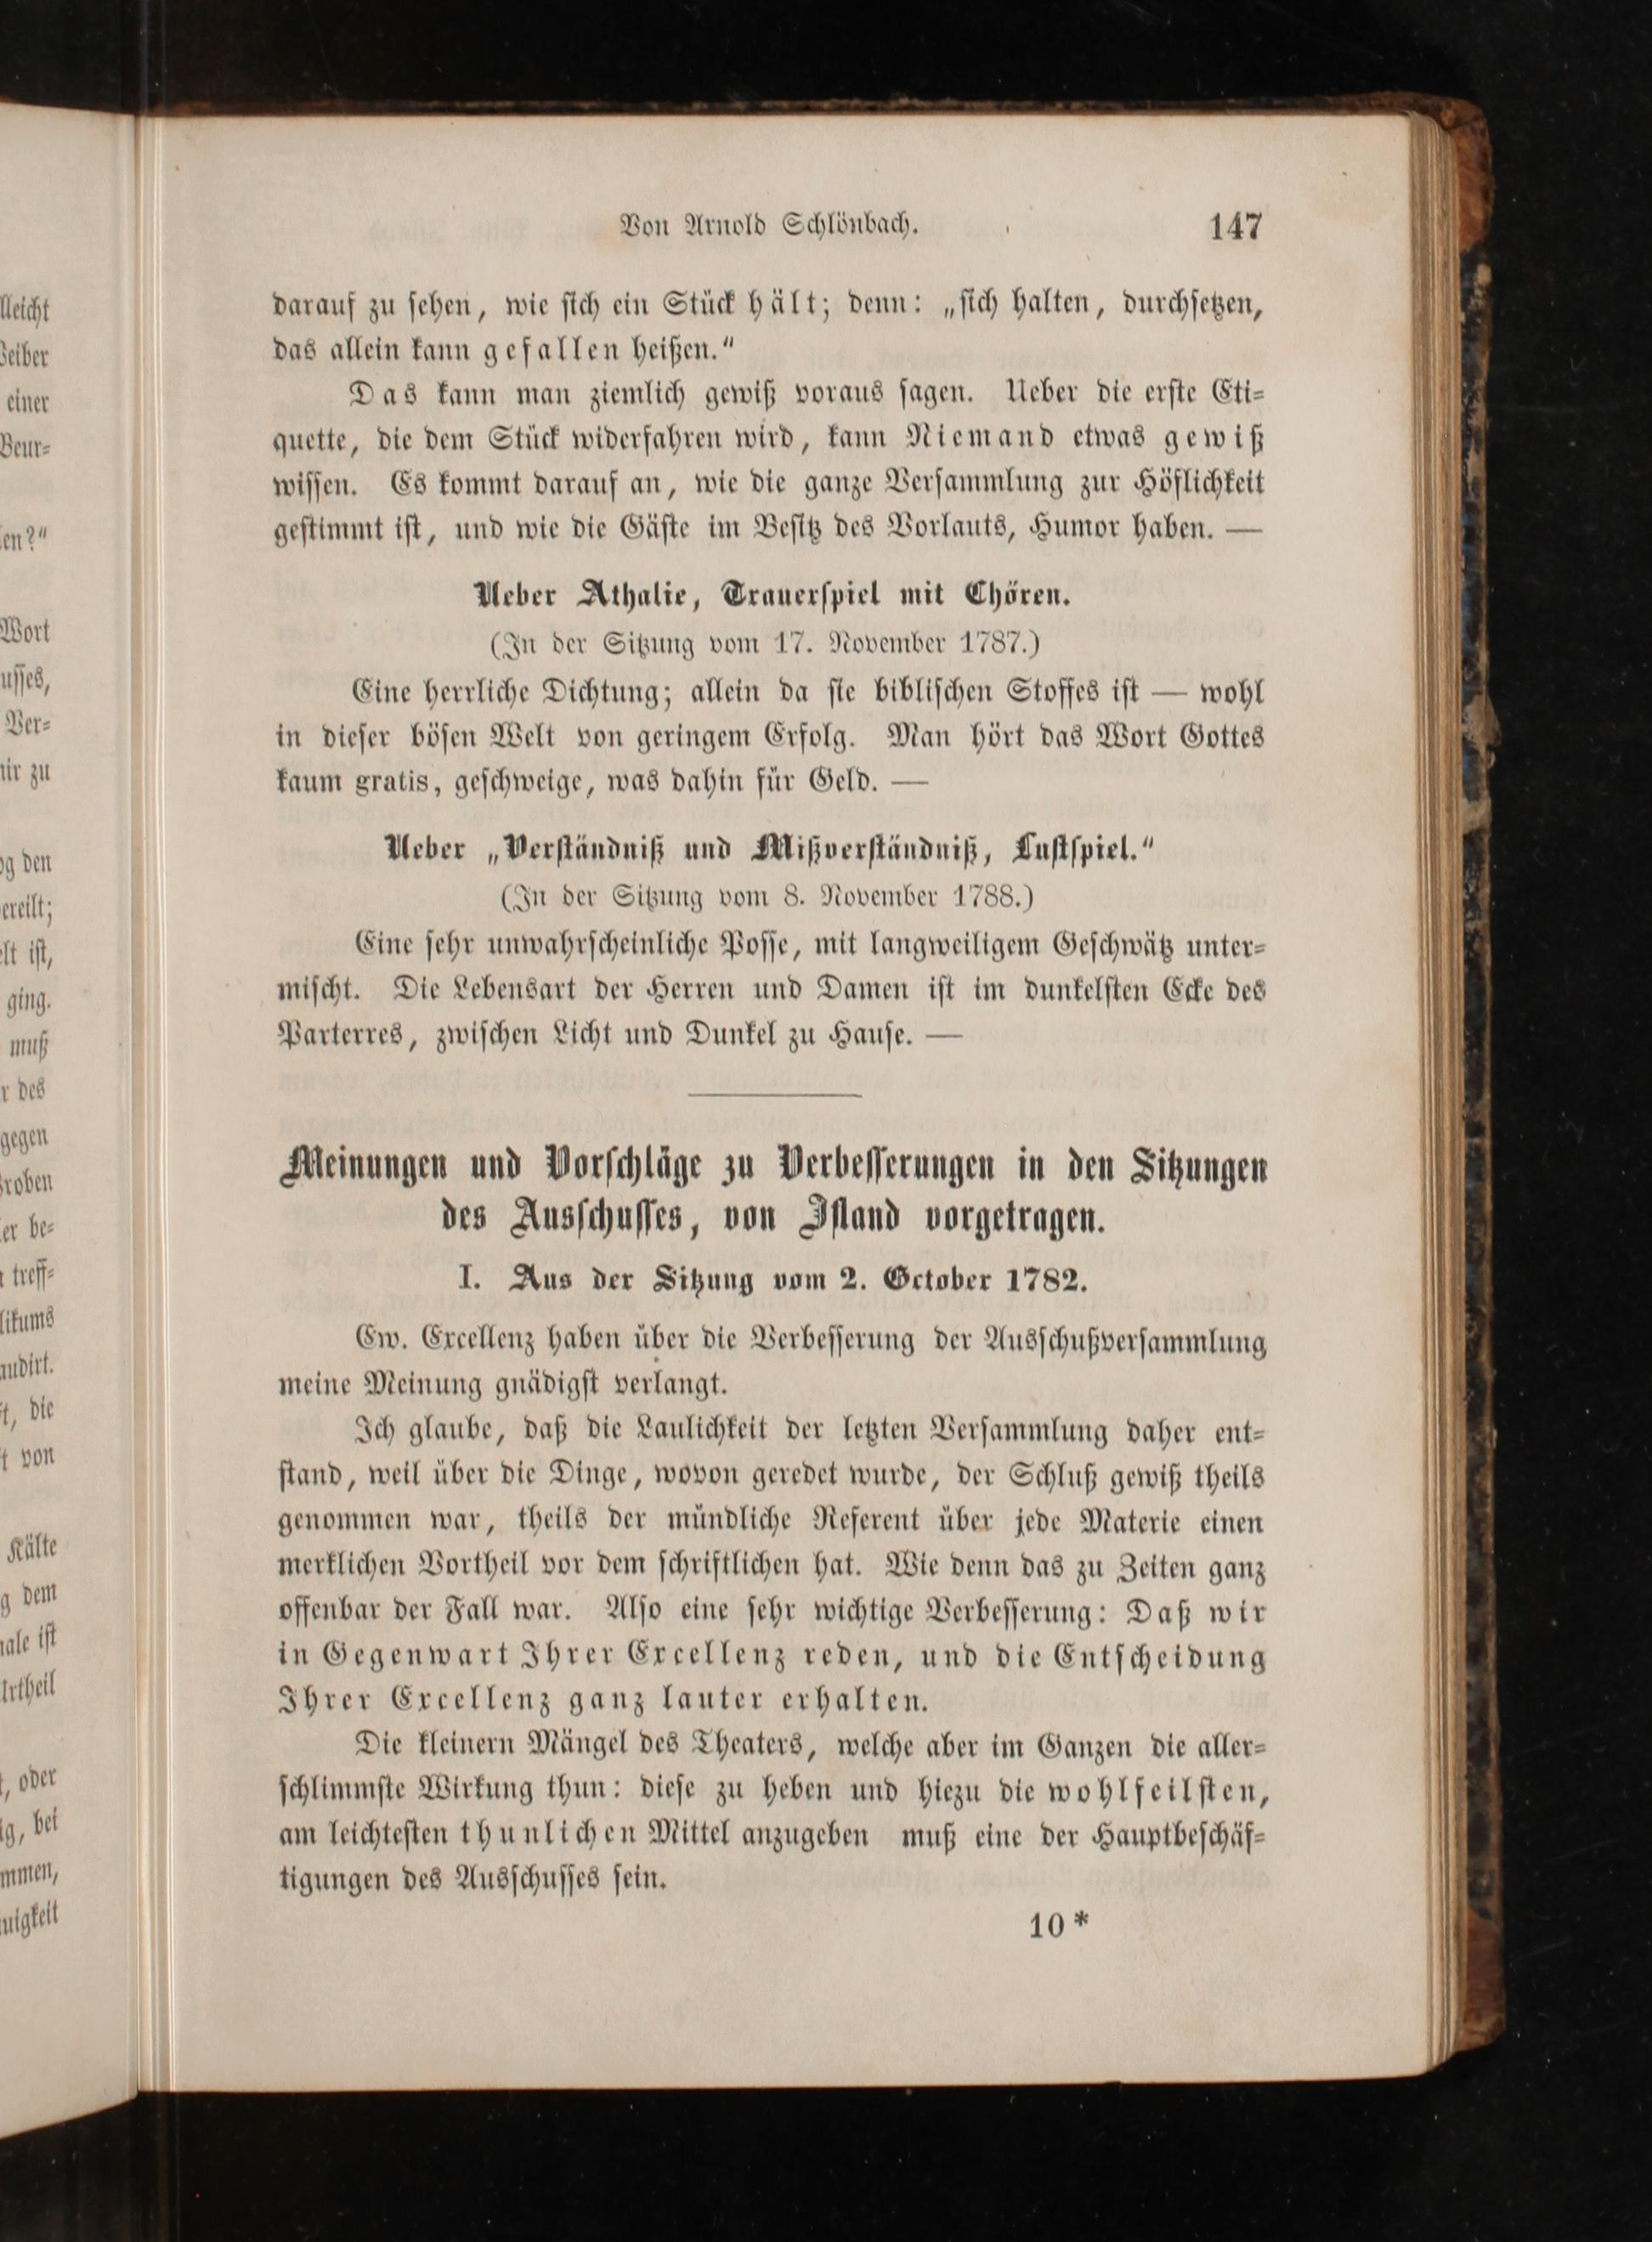 Von Arnold Schlönbach. 147
darauf zu sehen, wie sich ein Stück hält; denn: „sich halten, durchsetzen,
das allein kann gefallen heißen.“
Das kann man ziemlich gewiß voraus sagen. Ueber die erste Eti=
quette, die dem Stück widerfahren wird, kann Niemand etwas gewiß
wissen. Es kommt darauf an, wie die ganze Versammlung zur Höflichkeit
gestimmt ist, und wie die Gäste im Besitz des Vorlauts, Humor haben. —
Ueber Athalie, Trauerspiel mit Chören.
(In der Sitzung vom 17. November 1787.)
Eine herrliche Dichtung; allein da sie biblischen Stoffes ist — wohl
in dieser bösen Welt von geringem Erfolg. Man hört das Wort Gottes
kaum gratis, geschweige, was dahin für Geld. —
Ueber „Verständniß und Mißverständniß, Lustspiel.“
(In der Sitzung vom 8. November 1788.)
Eine sehr unwahrscheinliche Posse, mit langweiligem Geschwätz unter=
mischt. Die Lebensart der Herren und Damen ist im dunkelsten Ecke des
Parterres, zwischen Licht und Dunkel zu Hause. —
Meinungen und Vorschläge zu Verbesserungen in den Sitzungen
des Ausschusses, von Iffland vorgetragen.
I. Aus der Sitzung vom 2. October 1782.
Ew. Excellenz haben über die Verbesserung der Ausschußversammlung
meine Meinung gnädigst verlangt.
Ich glaube, daß die Laulichkeit der letzten Versammlung daher ent=
stand, weil über die Dinge, wovon geredet wurde, der Schluß gewiß theils
genommen war, theils der mündliche Referent über jede Materie einen
merklichen Vortheil vor dem schriftlichen hat. Wie denn das zu Zeiten ganz
offenbar der Fall war. Also eine sehr wichtige Verbesserung: Daß wir
in Gegenwart Ihrer Excellenz reden, und die Entscheidung
Ihrer Excellenz ganz lauter erhalten.
Die kleinern Mängel des Theaters, welche aber im Ganzen die aller=
schlimmste Wirkung thun: diese zu heben und hiezu die wohlfeilsten,
am leichtesten thunlichen Mittel anzugeben muß eine der Hauptbeschäf=
tigungen des Ausschusses sein.
10*